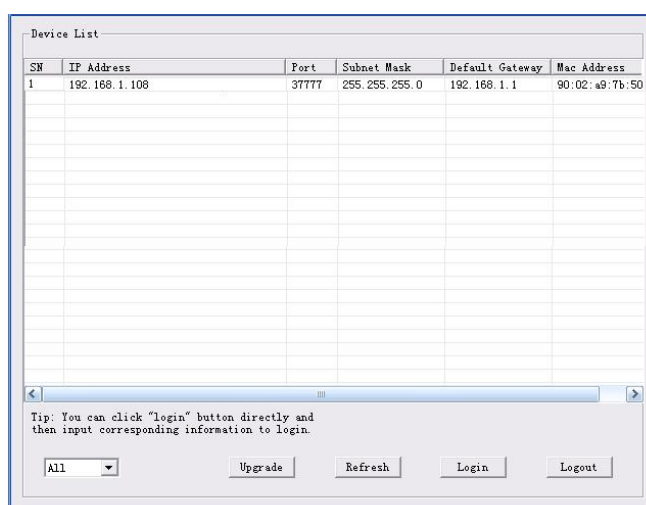 Device List
SN IP Address Port Subnet Mask Default Gateway Mac Address
1 192.168.1.108 37777 255.255.255.0 192.168.1.1 90:02:a9:7b:50
Tip: You can click "login" button directly and
then input corresponding information to login.
All Upgrade Refresh Login Logout